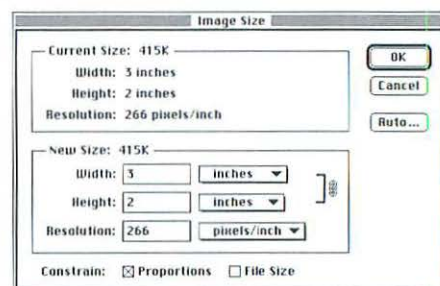 Image Size
Current Size: 415K
OK
Width: 3 inches
Cancel
Height: 2 inches
Resolution: 266 pixels/inch
Auto...
New Size: 415K
Width: 3 inches
Height: 2 inches
Resolution: 266 pixels/inch
Constrain: Proportions File Size